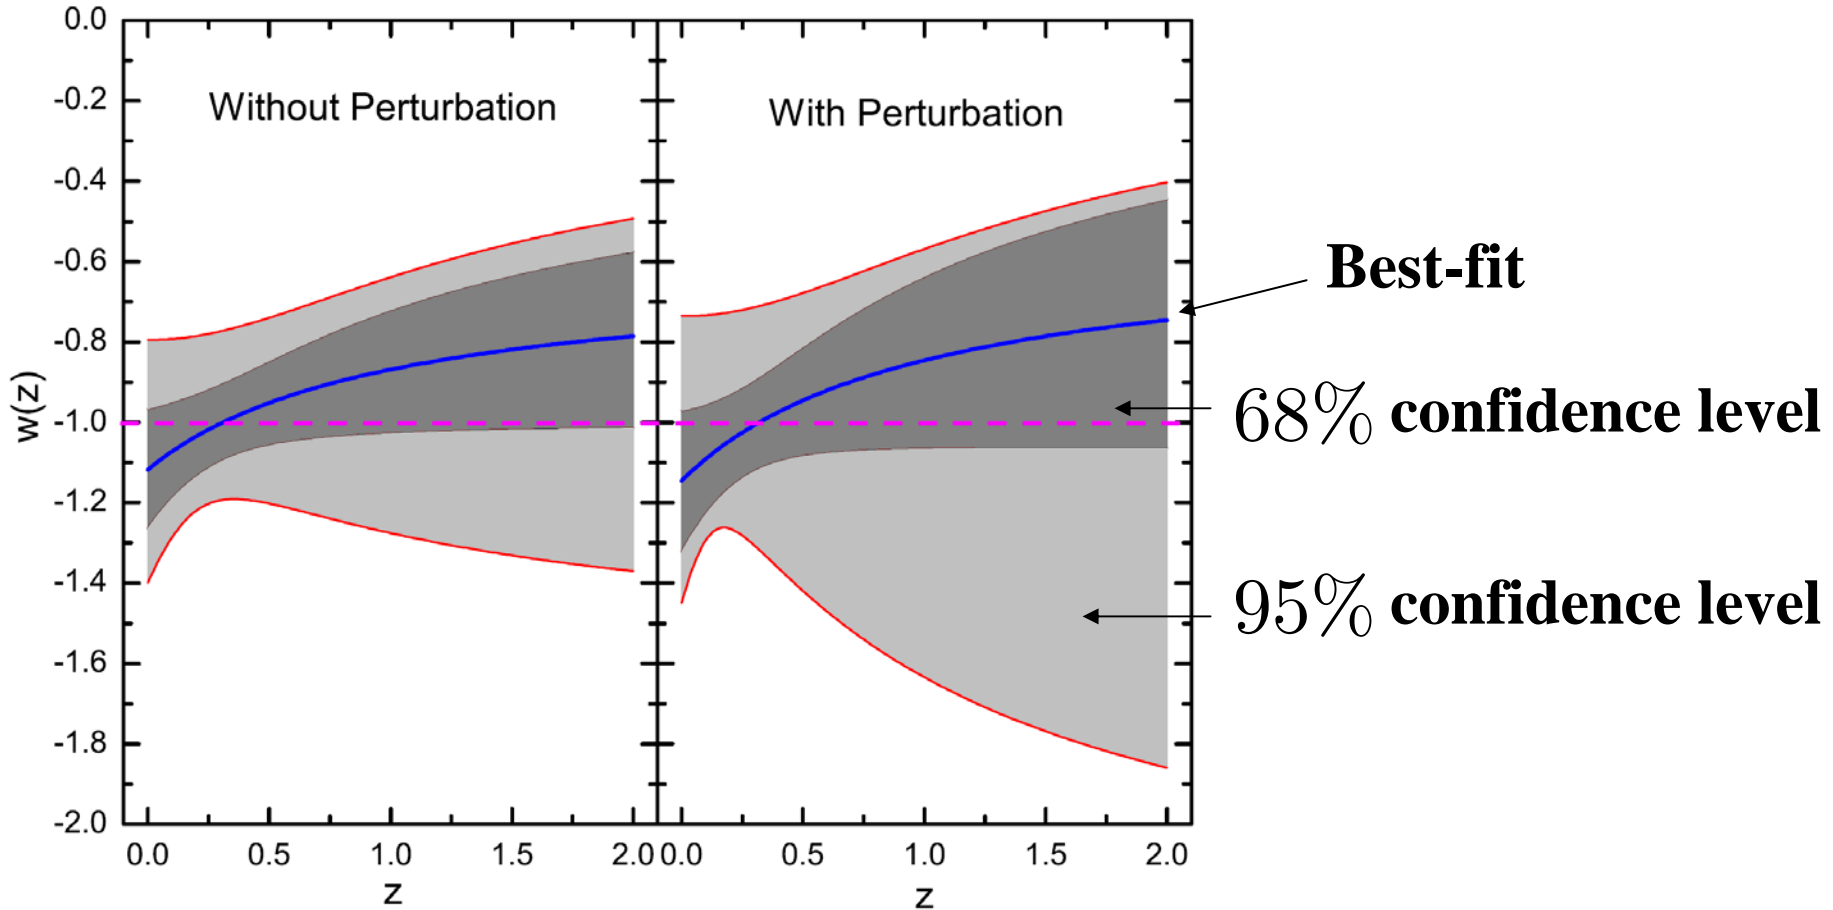 Without Perturbation
With Perturbation
w(z)
0.0
-0.2
-0.4
-0.6
-0.8
-1.0
-1.2
-1.4
-1.6
-1.8
-2.0
0.0 0.5 1.0 1.5 2.0
z
0.0 0.5 1.0 1.5 2.0
z
Best-fit
68% confidence level
95% confidence level